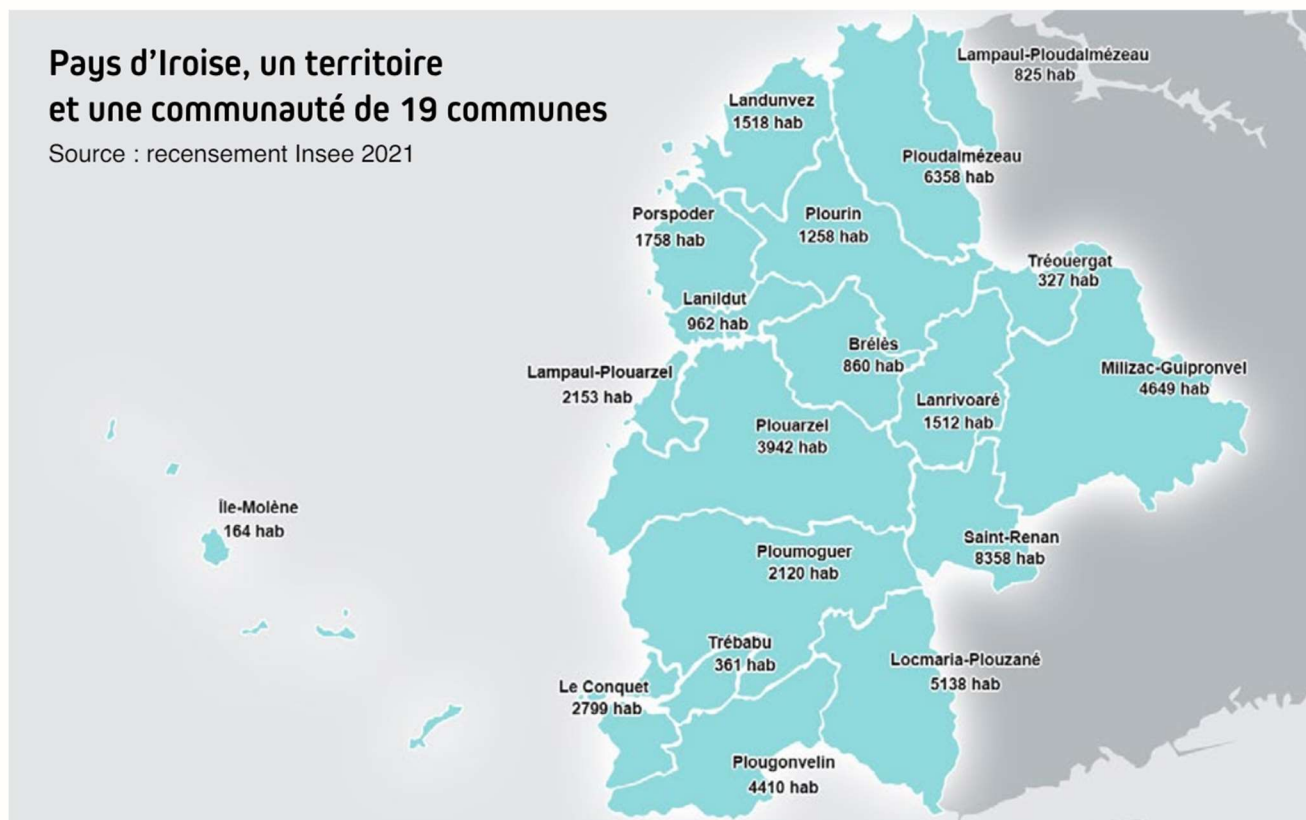 Pays d'Iroise, un territoire
et une communauté de 19 communes
Source : recensement Insee 2021
Lampaul-Ploudalmézeau
825 hab
Landunvez
1518 hab
Ploudalmézeau
6358 hab
Porspoder
1758 hab
Plourin
1258 hab
Tréouergat
327 hab
Lanildut
962 hab
Brélès
860 hab
Lampaul-Plouarzel
2153 hab
Milizac-Guipronvel
4649 hab
Lanrivoaré
1512 hab
Plouarzel
3942 hab
Île-Molène
164 hab
Saint-Renan
8358 hab
Ploumoguer
2120 hab
Trébabu
361 hab
Locmaria-Plouzané
5138 hab
Le Conquet
2799 hab
Plougonvelin
4410 hab